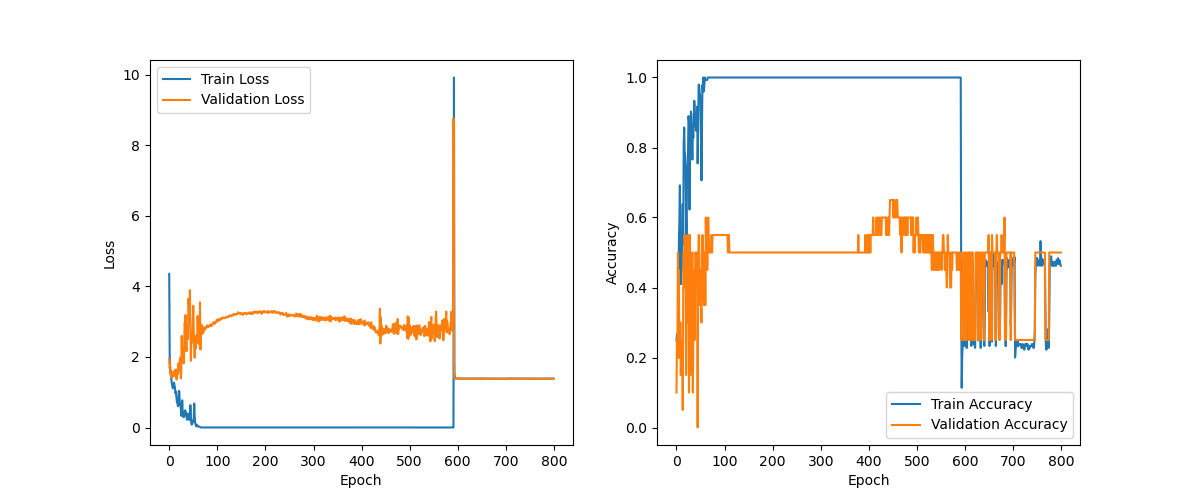 10
8
6
4
2
0
Loss
Train Loss
Validation Loss
0 100 200 300 400 500 600 700 800
Epoch
1.0
0.8
0.6
0.4
0.2
0.0
Accuracy
Train Accuracy
Validation Accuracy
0 100 200 300 400 500 600 700 800
Epoch